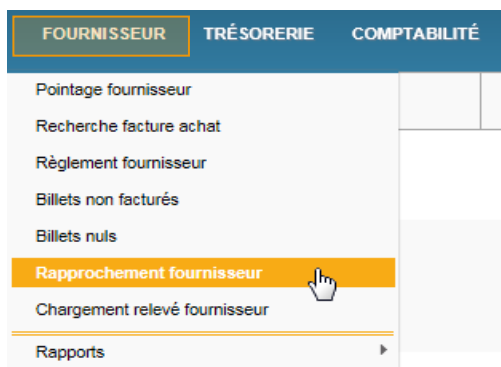 FOURNISSEUR TRÉSORERIE COMPTABILITÉ
Pointage fournisseur
Recherche facture achat
Règlement fournisseur
Billets non facturés
Billets nuls
Rapprochement fournisseur
Chargement relevé fournisseur
Rapports